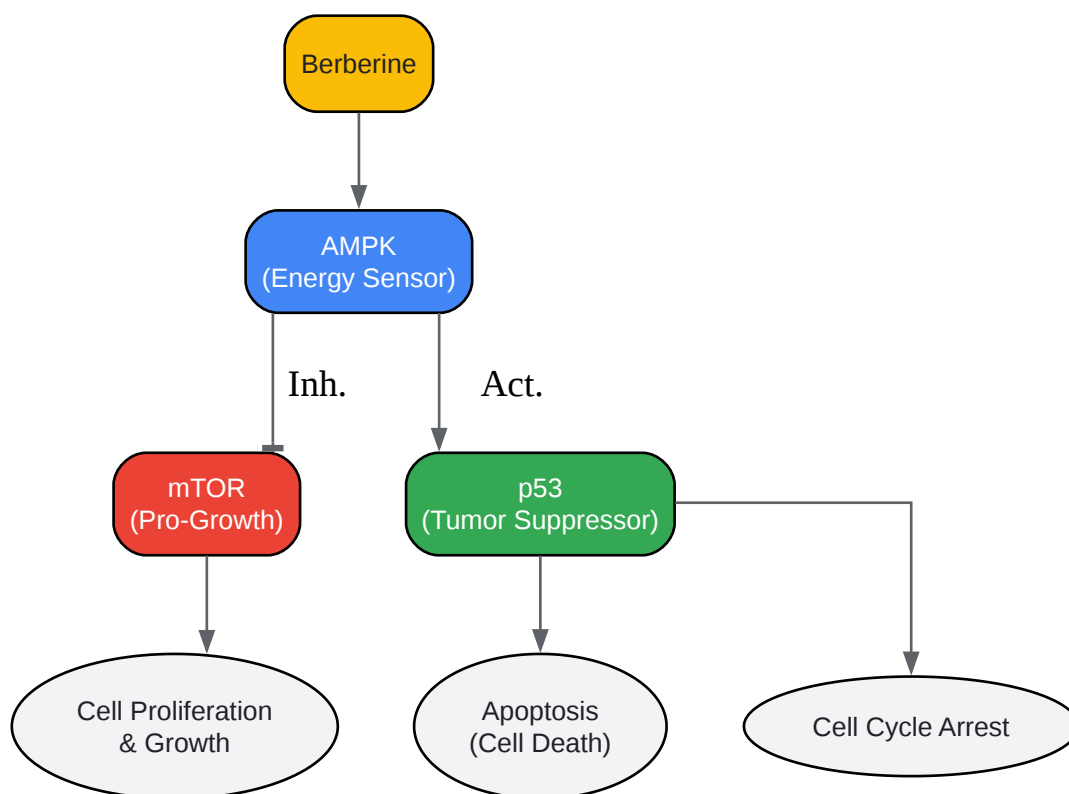 Berberine
AMPK
(Energy Sensor)
Inh.
Act.
mTOR
(Pro-Growth)
p53
(Tumor Suppressor)
Cell Proliferation
& Growth
Apoptosis
(Cell Death)
Cell Cycle Arrest